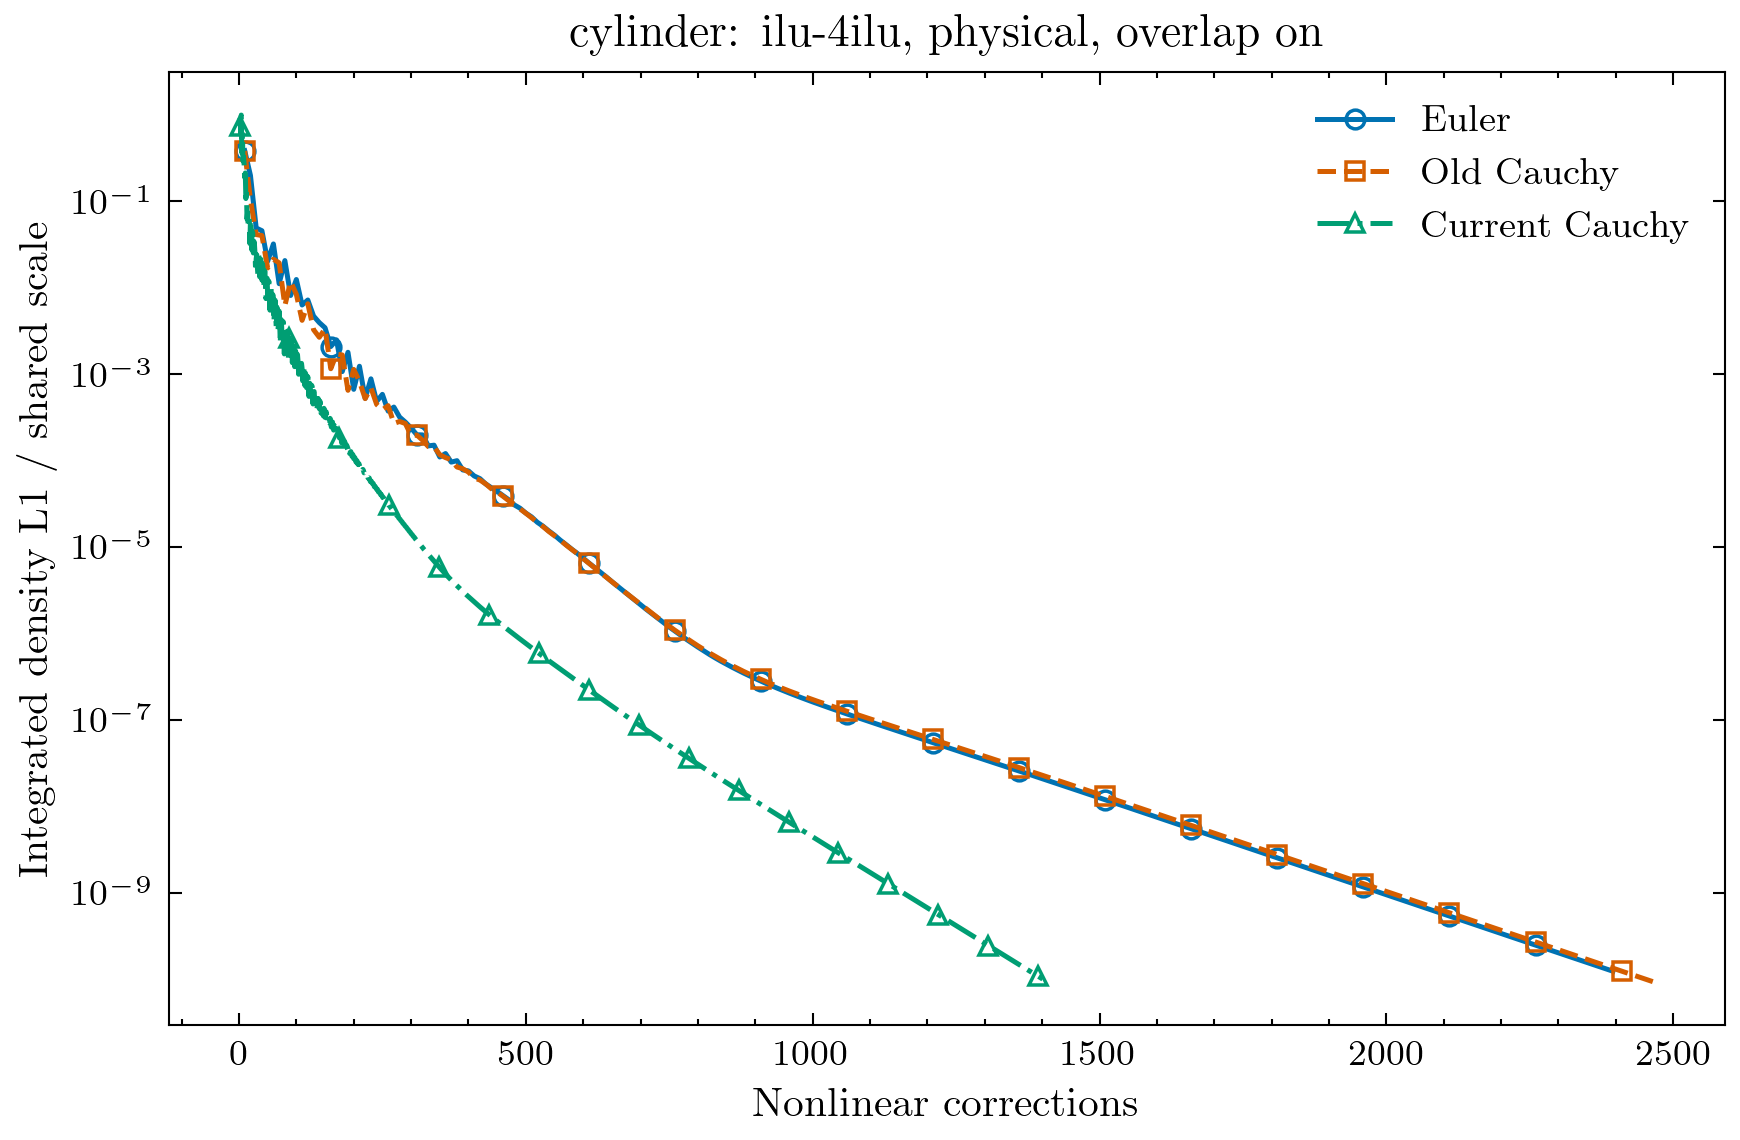 cylinder: ilu-4ilu, physical, overlap on
Euler
Old Cauchy
Current Cauchy
Integrated density L1 / shared scale
10⁻¹
10⁻³
10⁻⁵
10⁻⁷
10⁻⁹
0 500 1000 1500 2000 2500
Nonlinear corrections